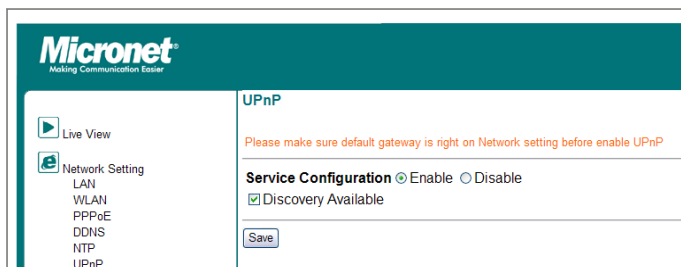 Micronet®
Making Communication Easier
Live View
Network Setting
LAN
WLAN
PPPoE
DDNS
NTP
UPnP
UPnP
Please make sure default gateway is right on Network setting before enable UPnP
Service Configuration Enable Disable
Discovery Available
Save